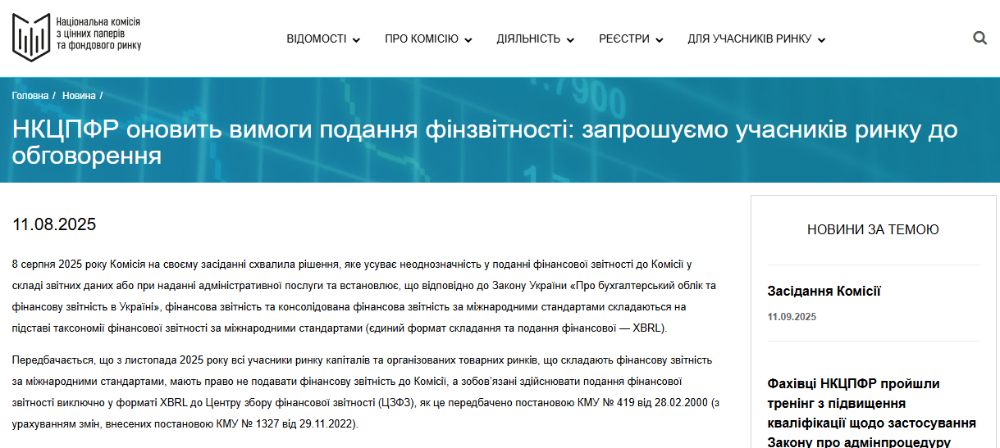 Національна комісія
з цінних паперів
та фондового ринку
ВІДОМОСТІ
ПРО КОМІСІЮ
ДІЯЛЬНІСТЬ
РЕЄСТРИ
ДЛЯ УЧАСНИКІВ РИНКУ
Головна / Новина /
1.7900
НКЦПФР оновить вимоги подання фінзвітності: запрошуємо учасників ринку до
обговорення
11.08.2025
8 серпня 2025 року Комісія на своєму засіданні схвалила рішення, яке усуває неоднозначність у поданні фінансової звітності до Комісії у
складі звітних даних або при наданні адміністративної послуги та встановлює, що відповідно до Закону України «Про бухгалтерський облік та
фінансову звітність в Україні», фінансова звітність та консолідована фінансова звітність за міжнародними стандартами складаються на
підставі таксономії фінансової звітності за міжнародними стандартами (єдиний формат складання та подання фінансової — XBRL).
Передбачається, що з листопада 2025 року всі учасники ринку капіталів та організованих товарних ринків, що складають фінансову звітність
за міжнародними стандартами, мають право не подавати фінансову звітність до Комісії, а зобов’язані здійснювати подання фінансової
звітності виключно у форматі XBRL до Центру збору фінансової звітності (ЦЗФЗ), як це передбачено постановою КМУ № 419 від 28.02.2000 (з
урахуванням змін, внесених постановою КМУ № 1327 від 29.11.2022).
НОВИНИ ЗА ТЕМОЮ
Засідання Комісії
11.09.2025
Фахівці НКЦПФР пройшли
тренінг з підвищення
кваліфікації щодо застосування
Закону про адмінпроцедуру